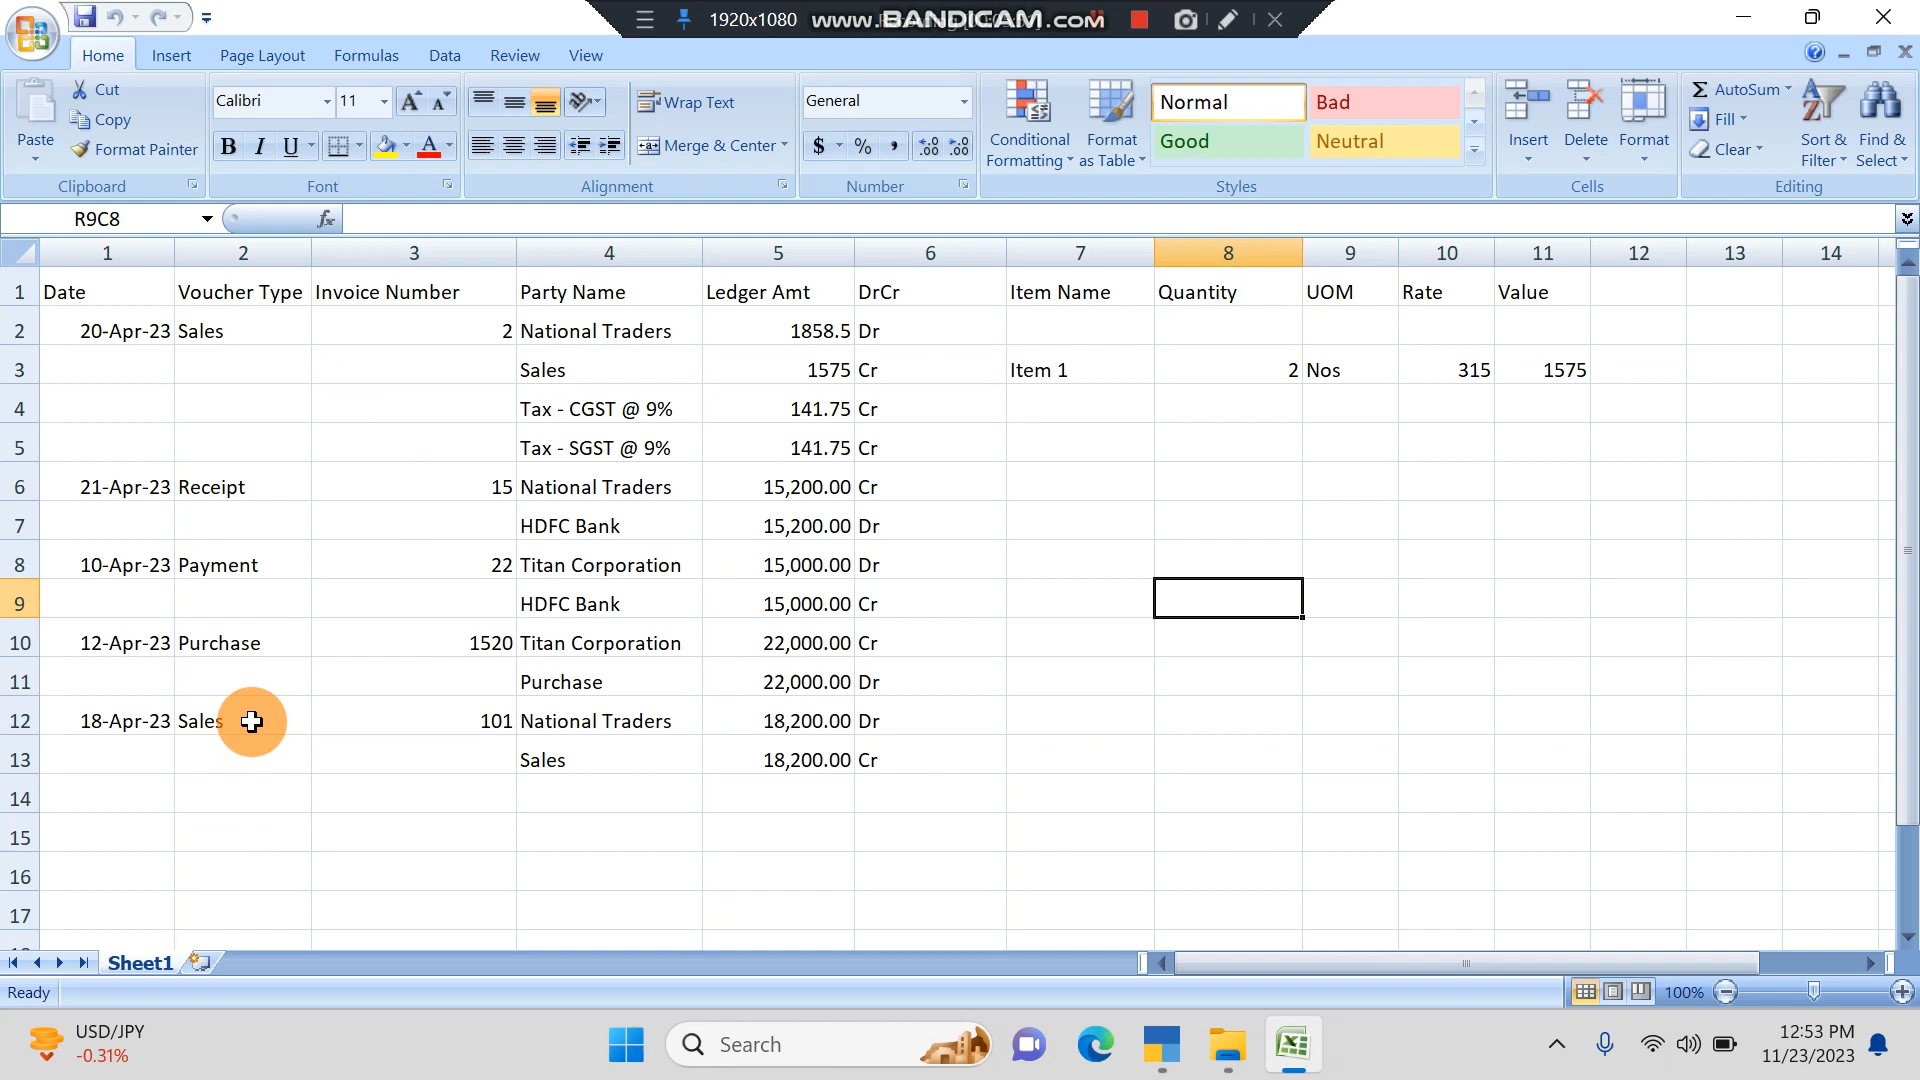 1920x1080 www.BANDICAM.com
Home Insert Page Layout Formulas Data Review View
Paste Cut Copy Format Painter
Clipboard
Calibri 11
B I U
Font
Wrap Text
Merge & Center
Alignment
General
$ % ,
Number
Conditional Formatting Format as Table
Normal Bad
Good Neutral
Styles
Insert Delete Format
Cells
Σ AutoSum
Fill
Clear
Sort & Filter Find & Select
Editing
R9C8 fx
1 2 3 4 5 6 7 8 9 10 11 12 13 14
1 Date Voucher Type Invoice Number Party Name Ledger Amt DrCr Item Name Quantity UOM Rate Value
2 20-Apr-23 Sales 2 National Traders 1858.5 Dr
3 Sales 1575 Cr Item 1 2 Nos 315 1575
4 Tax - CGST @ 9% 141.75 Cr
5 Tax - SGST @ 9% 141.75 Cr
6 21-Apr-23 Receipt 15 National Traders 15,200.00 Cr
7 HDFC Bank 15,200.00 Dr
8 10-Apr-23 Payment 22 Titan Corporation 15,000.00 Dr
9 HDFC Bank 15,000.00 Cr
10 12-Apr-23 Purchase 1520 Titan Corporation 22,000.00 Cr
11 Purchase 22,000.00 Dr
12 18-Apr-23 Sales 101 National Traders 18,200.00 Dr
13 Sales 18,200.00 Cr
14
15
16
17
Sheet1
Ready 100%
USD/JPY
-0.31%
Search
12:53 PM
11/23/2023